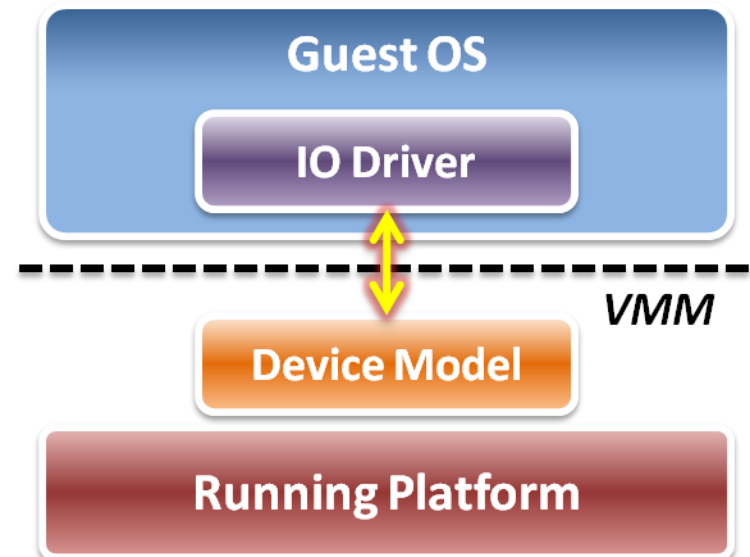 Guest OS
IO Driver
VMM
Device Model
Running Platform